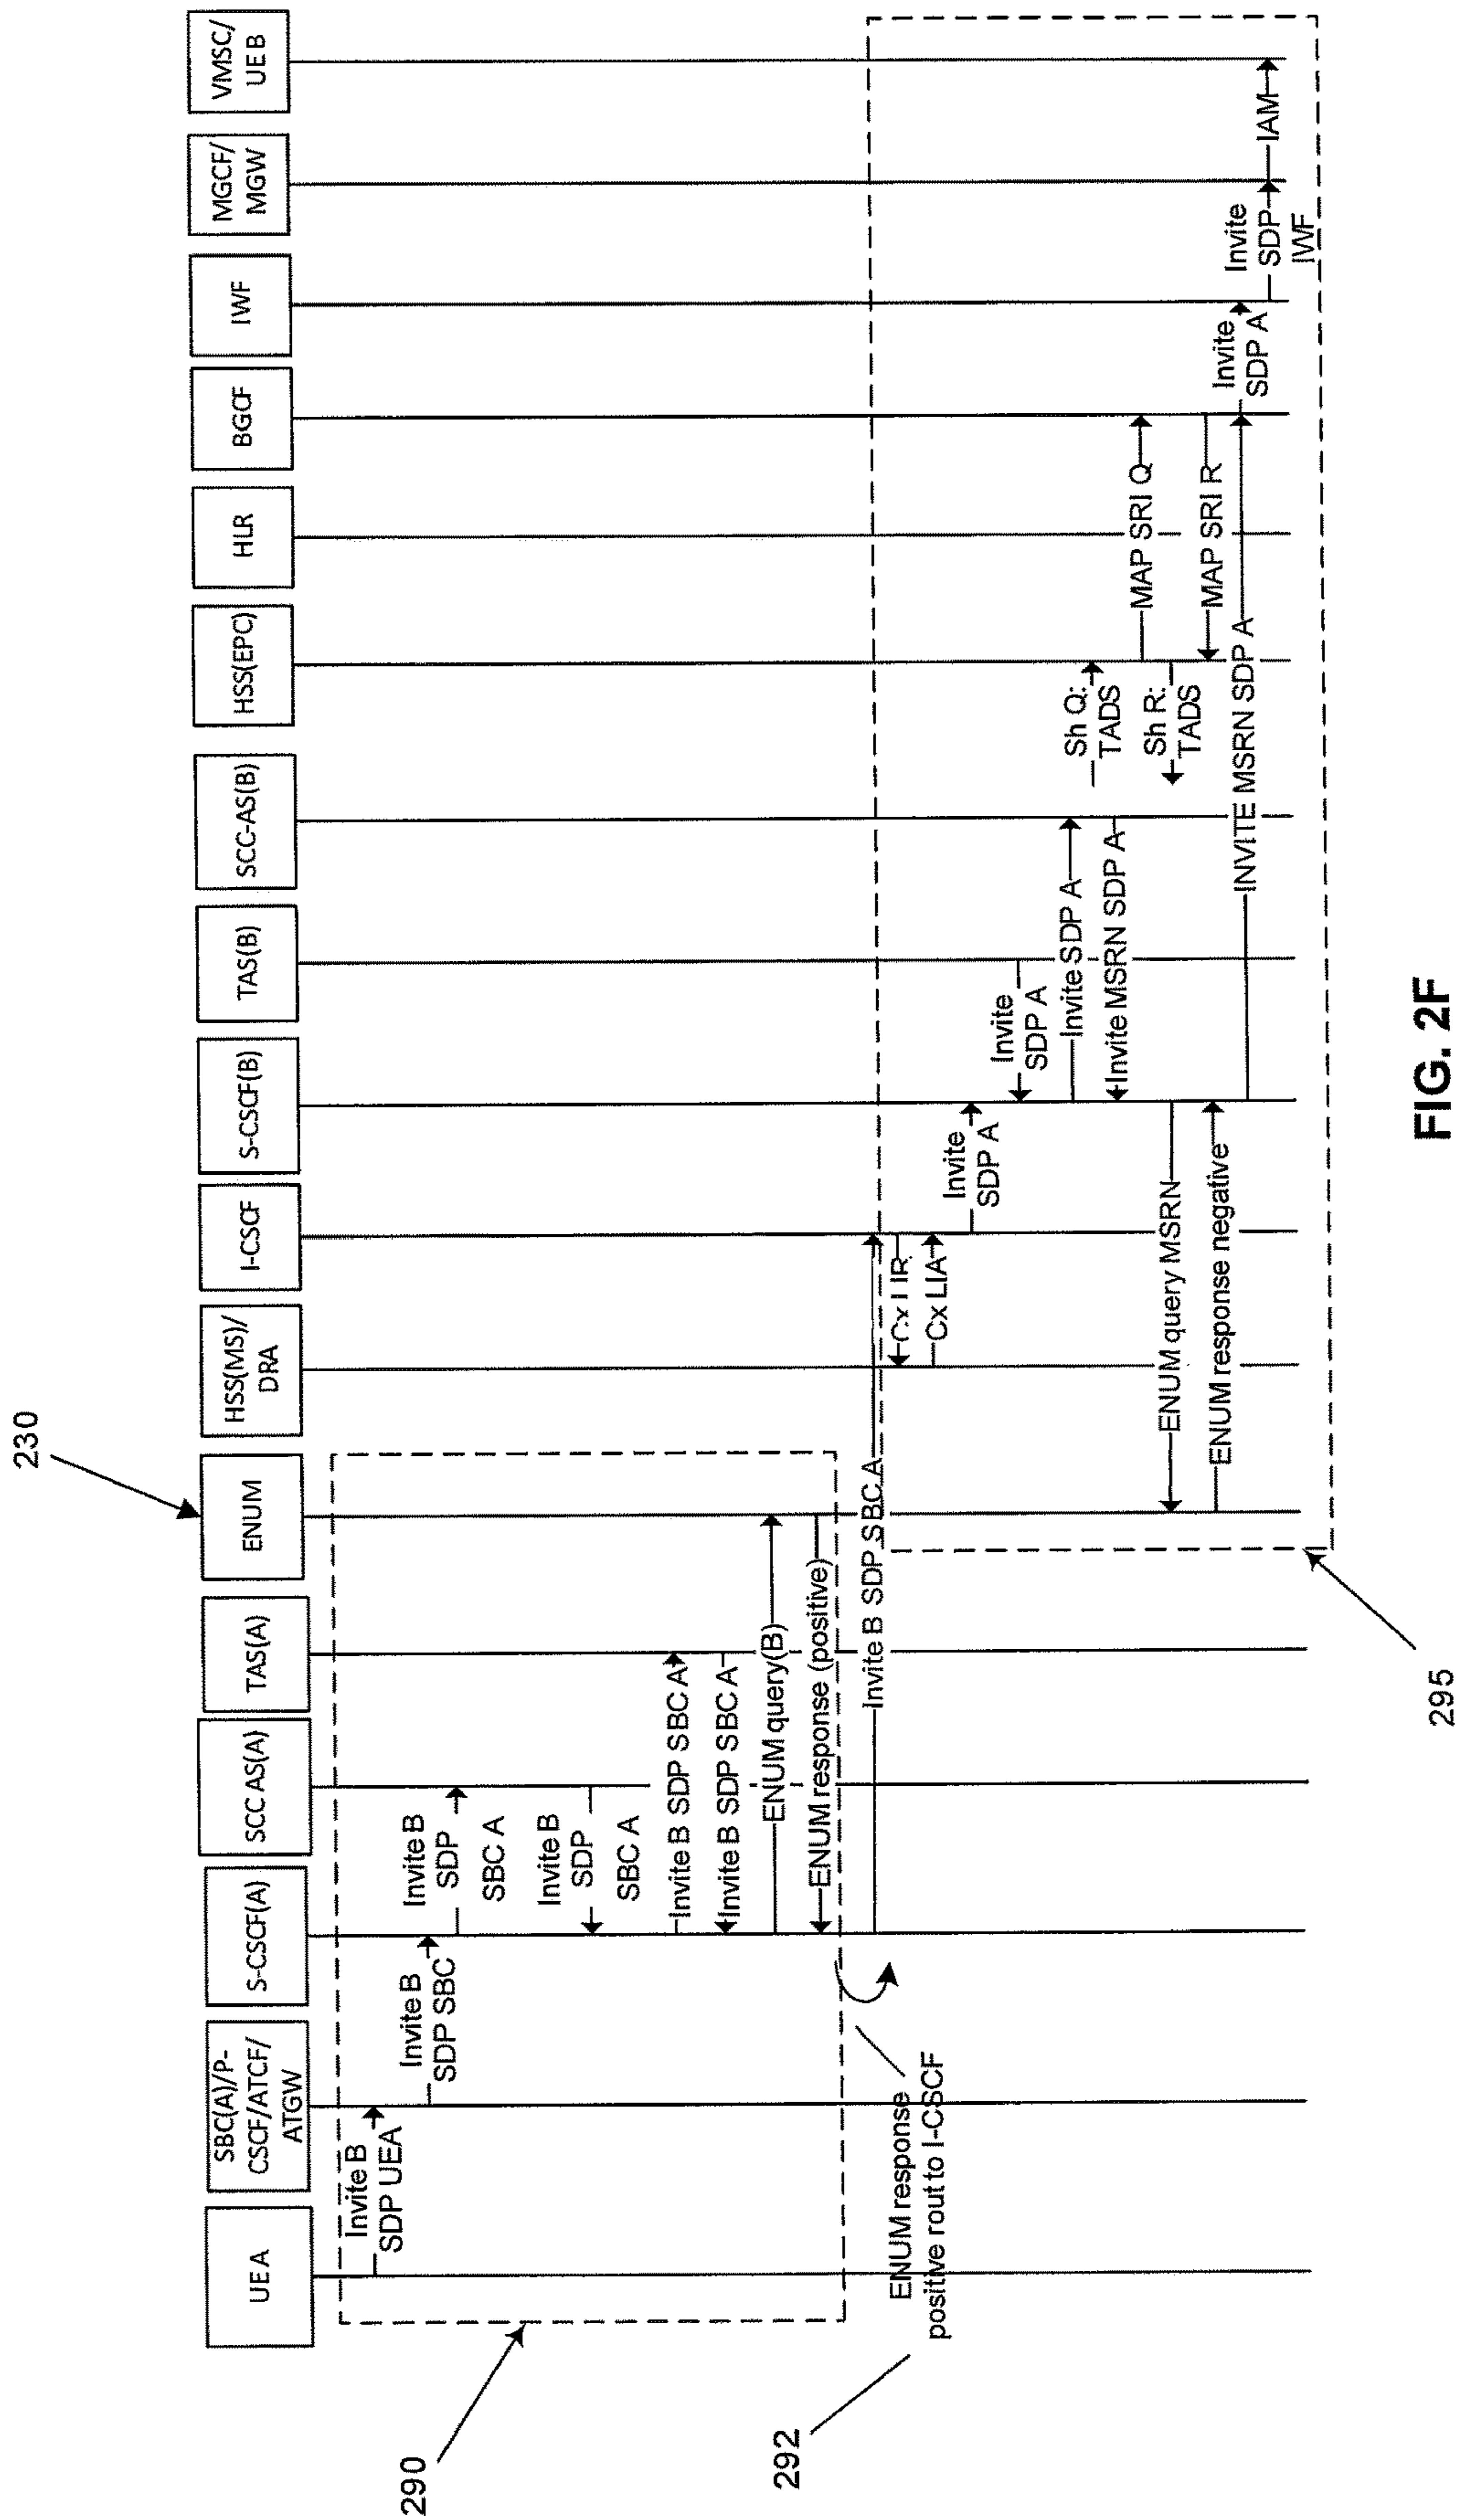 230
290
292
295
UE A
SBC(A)/P-
CSCF/ATCF/
ATGW
S-CSCF(A)
SCC AS(A)
TAS(A)
ENUM
HSS(MS)/
DRA
I-CSCF
S-CSCF(B)
TAS(B)
SCC-AS(B)
HSS(EPC)
HLR
BGCF
IWF
MGCF/
MGW
VMSC/
UE B
Invite B
SDP UEA
Invite B
SDP SBC
Invite B
SDP
SBC A
Invite B
SDP
SBC A
Invite B SDP SBC A
Invite B SDP SBC A
ENUM query(B)
ENUM response (positive)
Invite B SDP SBC A
ENUM response
positive rout to I-CSCF
Cx LIA
Invite
SDP A
Invite
SDP A
Invite SDP A
Invite MSRN SDP A
Sh Q:
TADS
MAP SRI Q
Sh R:
TADS
MAP SRI R
ENUM query MSRN
ENUM response negative
INVITE MSRN SDP A
Invite
SDP A
Invite
SDP
IWF
IAM
FIG. 2F